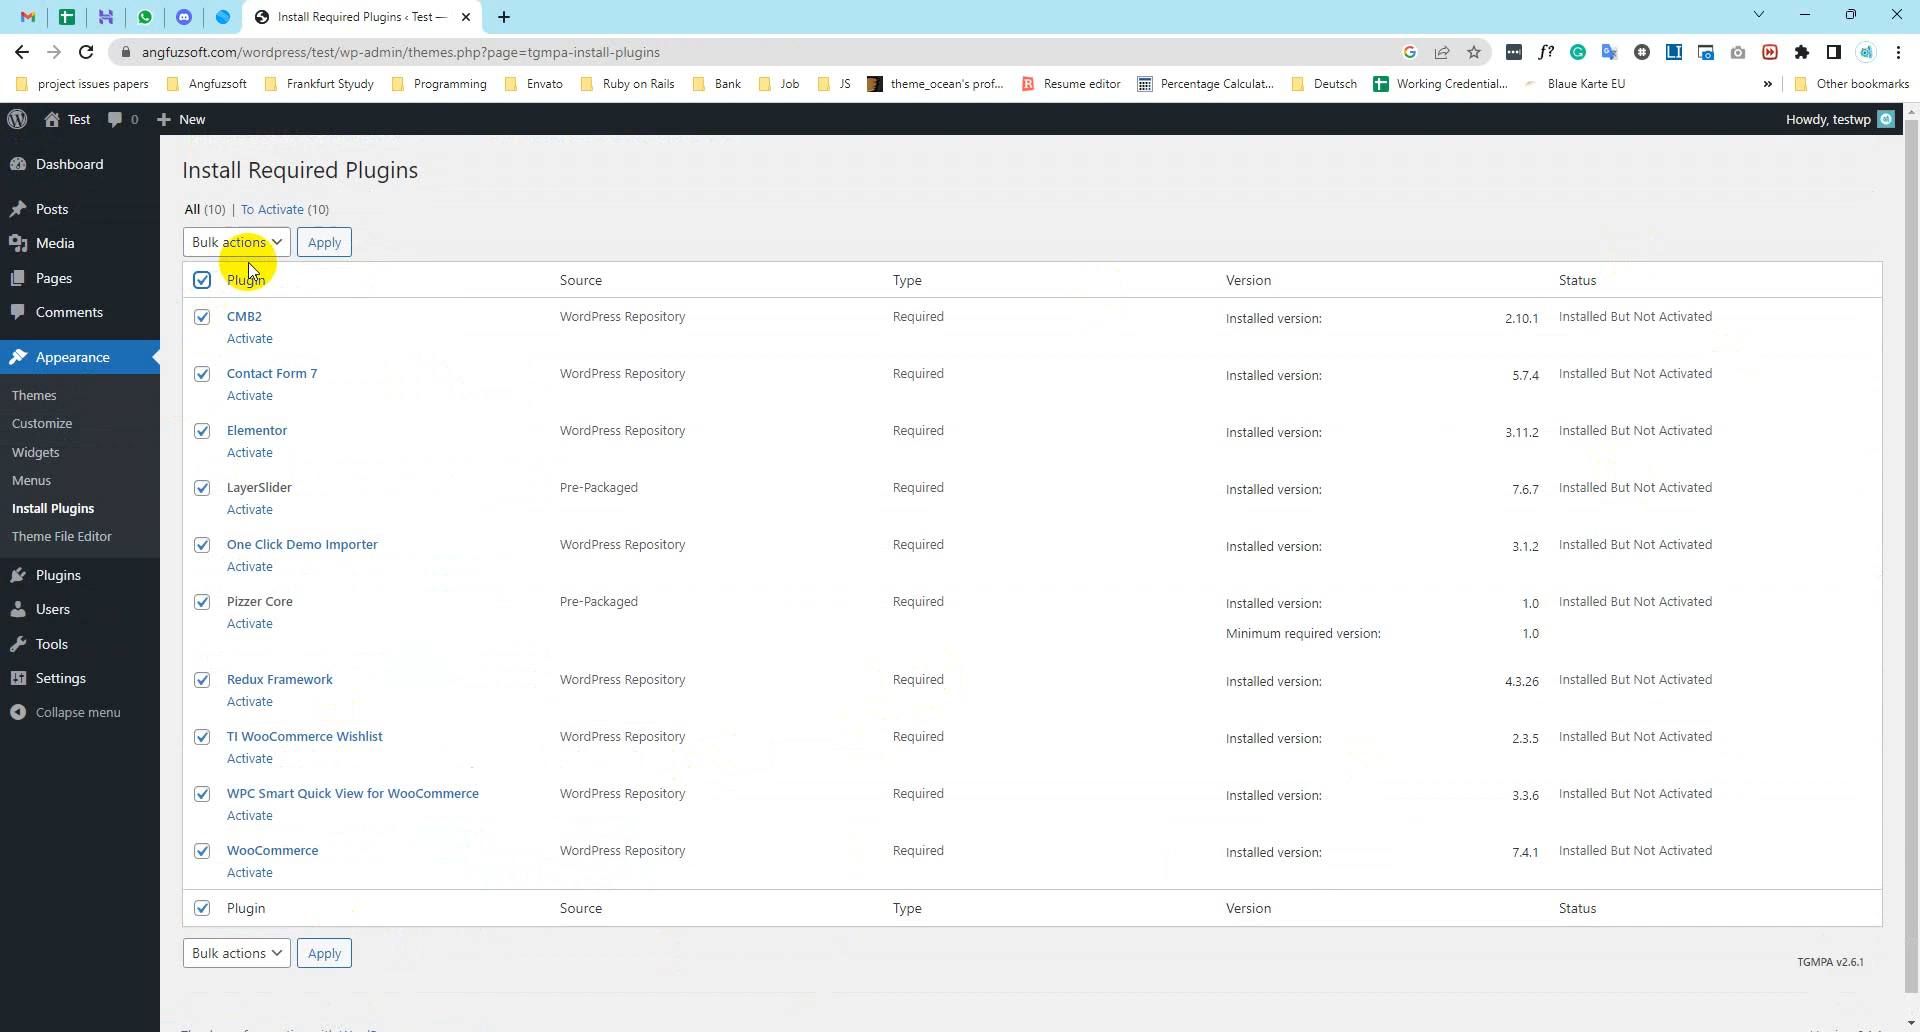 Install Required Plugins ‹ Test —
angfuzsoft.com/wordpress/test/wp-admin/themes.php?page=tgmpa-install-plugins
project issues papers Angfuzsoft Frankfurt Styudy Programming Envato Ruby on Rails Bank Job JS theme_ocean's prof... Resume editor Percentage Calculat... Deutsch Working Credential... Blaue Karte EU » Other bookmarks
Test 0 New Howdy, testwp
Dashboard
Posts
Media
Pages
Comments
Appearance
Themes
Customize
Widgets
Menus
Install Plugins
Theme File Editor
Plugins
Users
Tools
Settings
Collapse menu
Install Required Plugins
All (10) | To Activate (10)
Bulk actions Apply
Plugin Source Type Version Status
CMB2 WordPress Repository Required Installed version: 2.10.1 Installed But Not Activated
Activate
Contact Form 7 WordPress Repository Required Installed version: 5.7.4 Installed But Not Activated
Activate
Elementor WordPress Repository Required Installed version: 3.11.2 Installed But Not Activated
Activate
LayerSlider Pre-Packaged Required Installed version: 7.6.7 Installed But Not Activated
Activate
One Click Demo Importer WordPress Repository Required Installed version: 3.1.2 Installed But Not Activated
Activate
Pizzer Core Pre-Packaged Required Installed version: 1.0 Installed But Not Activated
Activate
Minimum required version: 1.0
Redux Framework WordPress Repository Required Installed version: 4.3.26 Installed But Not Activated
Activate
TI WooCommerce Wishlist WordPress Repository Required Installed version: 2.3.5 Installed But Not Activated
Activate
WPC Smart Quick View for WooCommerce WordPress Repository Required Installed version: 3.3.6 Installed But Not Activated
Activate
WooCommerce WordPress Repository Required Installed version: 7.4.1 Installed But Not Activated
Activate
Plugin Source Type Version Status
Bulk actions Apply
TGMPA v2.6.1